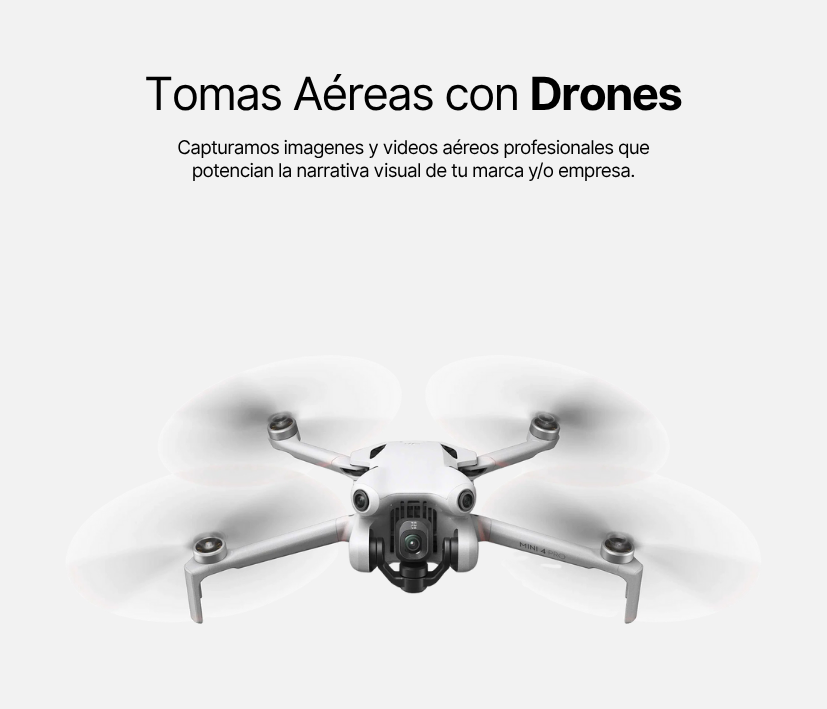 Tomas Aéreas con Drones
Capturamos imagenes y videos aéreos profesionales que
potencian la narrativa visual de tu marca y/o empresa.
MINI 4